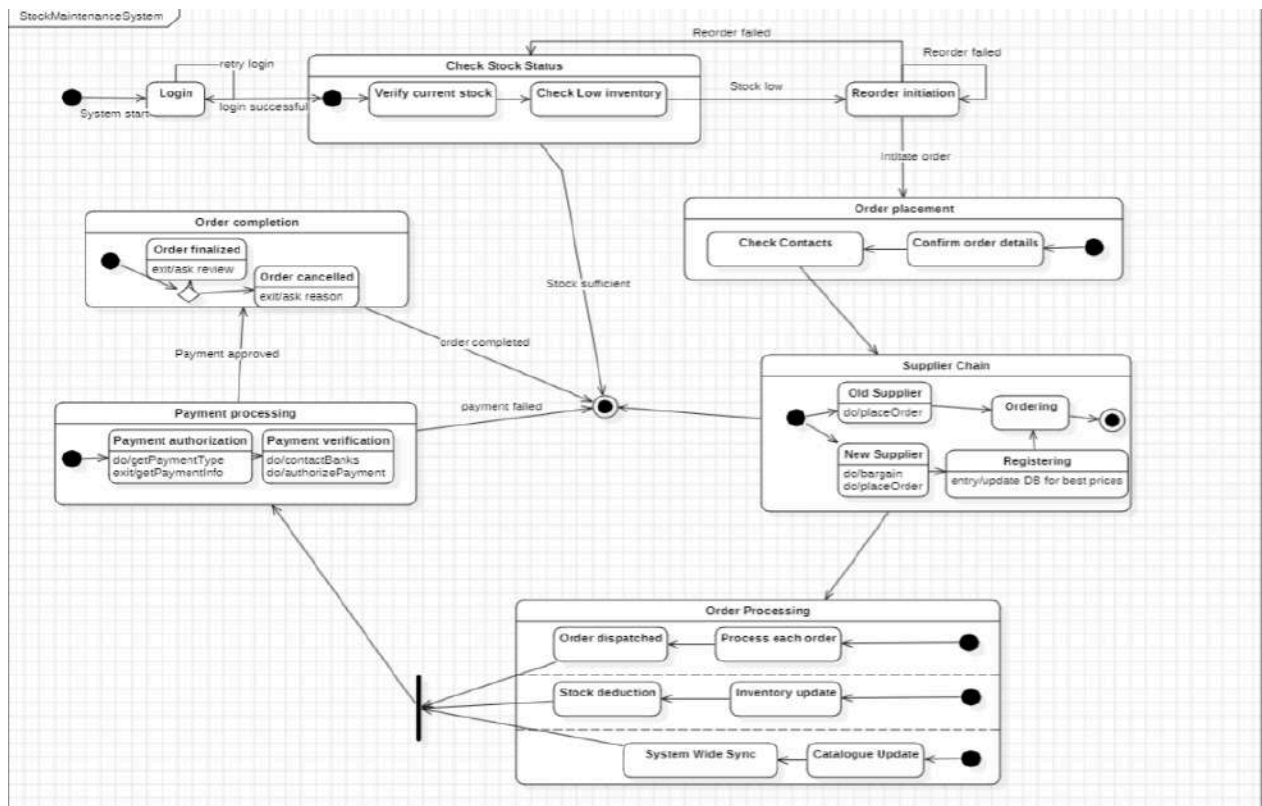 StockMaintenanceSystem
Reorder failed
Reorder failed
retry login
Check Stock Status
Login
Verify current stock
Check Low inventory
Stock low
Reorder initiation
System start
login successful
Intitate order
Order placement
Check Contacts
Confirm order details
Order completion
Order finalized
exit/ask review
Order cancelled
exit/ask reason
Stock sufficient
order completed
Payment approved
Supplier Chain
Old Supplier
do/placeOrder
Ordering
New Supplier
do/bargain
do/placeOrder
Registering
entry/update DB for best prices
payment failed
Payment processing
Payment authorization
do/getPaymentType
exit/getPaymentInfo
Payment verification
do/contactBanks
do/authorizePayment
Order Processing
Order dispatched
Process each order
Stock deduction
Inventory update
System Wide Sync
Catalogue Update